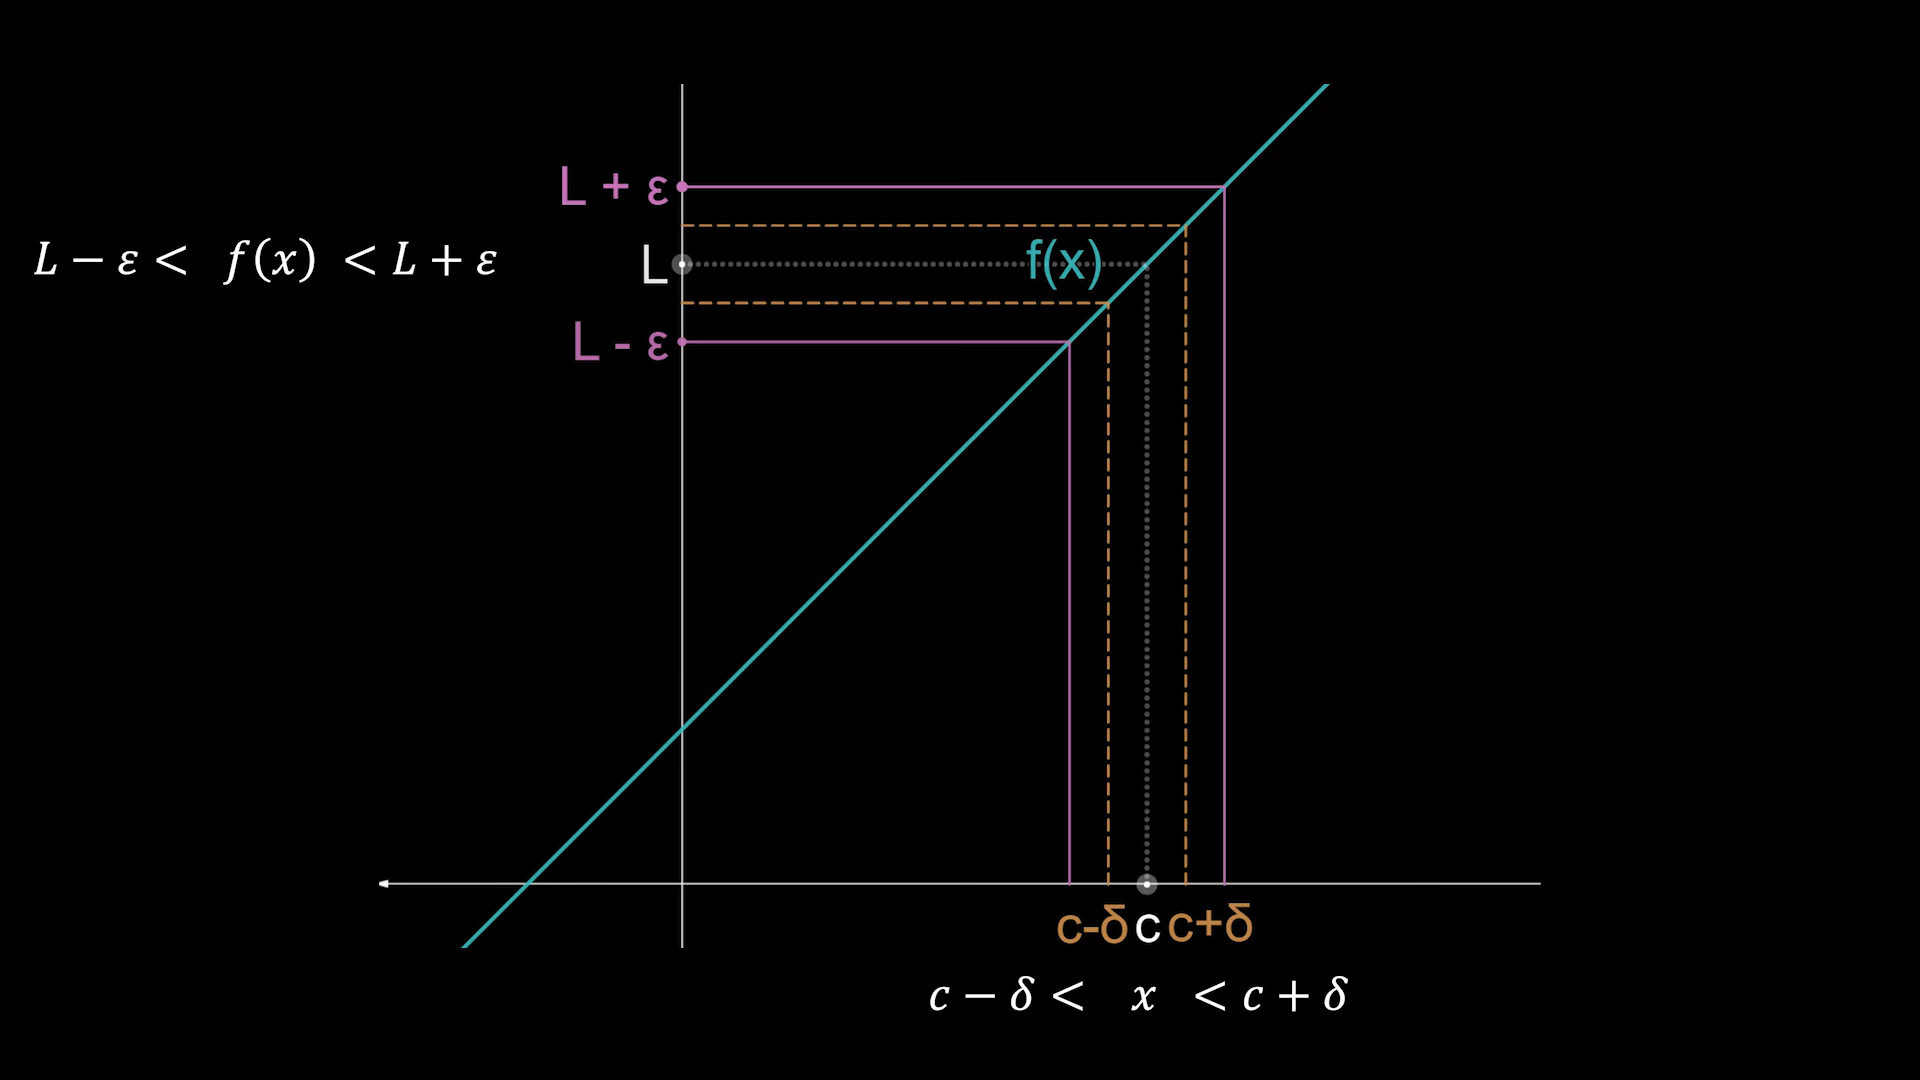 L + ε
L − ε < f(x) < L + ε
L
f(x)
L - ε
c-δ c c+δ
c − δ < x < c + δ